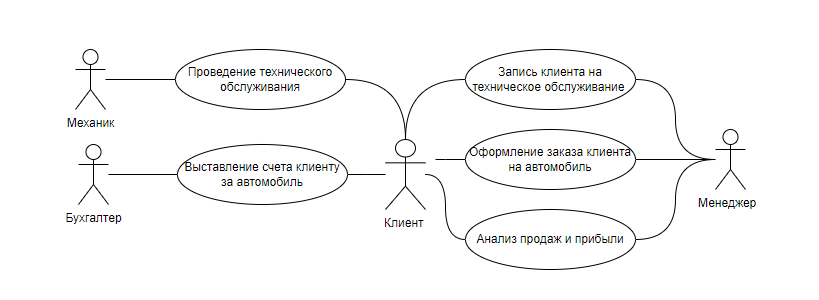 Проведение технического
обслуживания
Механик
Выставление счета клиенту
за автомобиль
Бухгалтер
Клиент
Запись клиента на
техническое обслуживание
Оформление заказа клиента
на автомобиль
Анализ продаж и прибыли
Менеджер